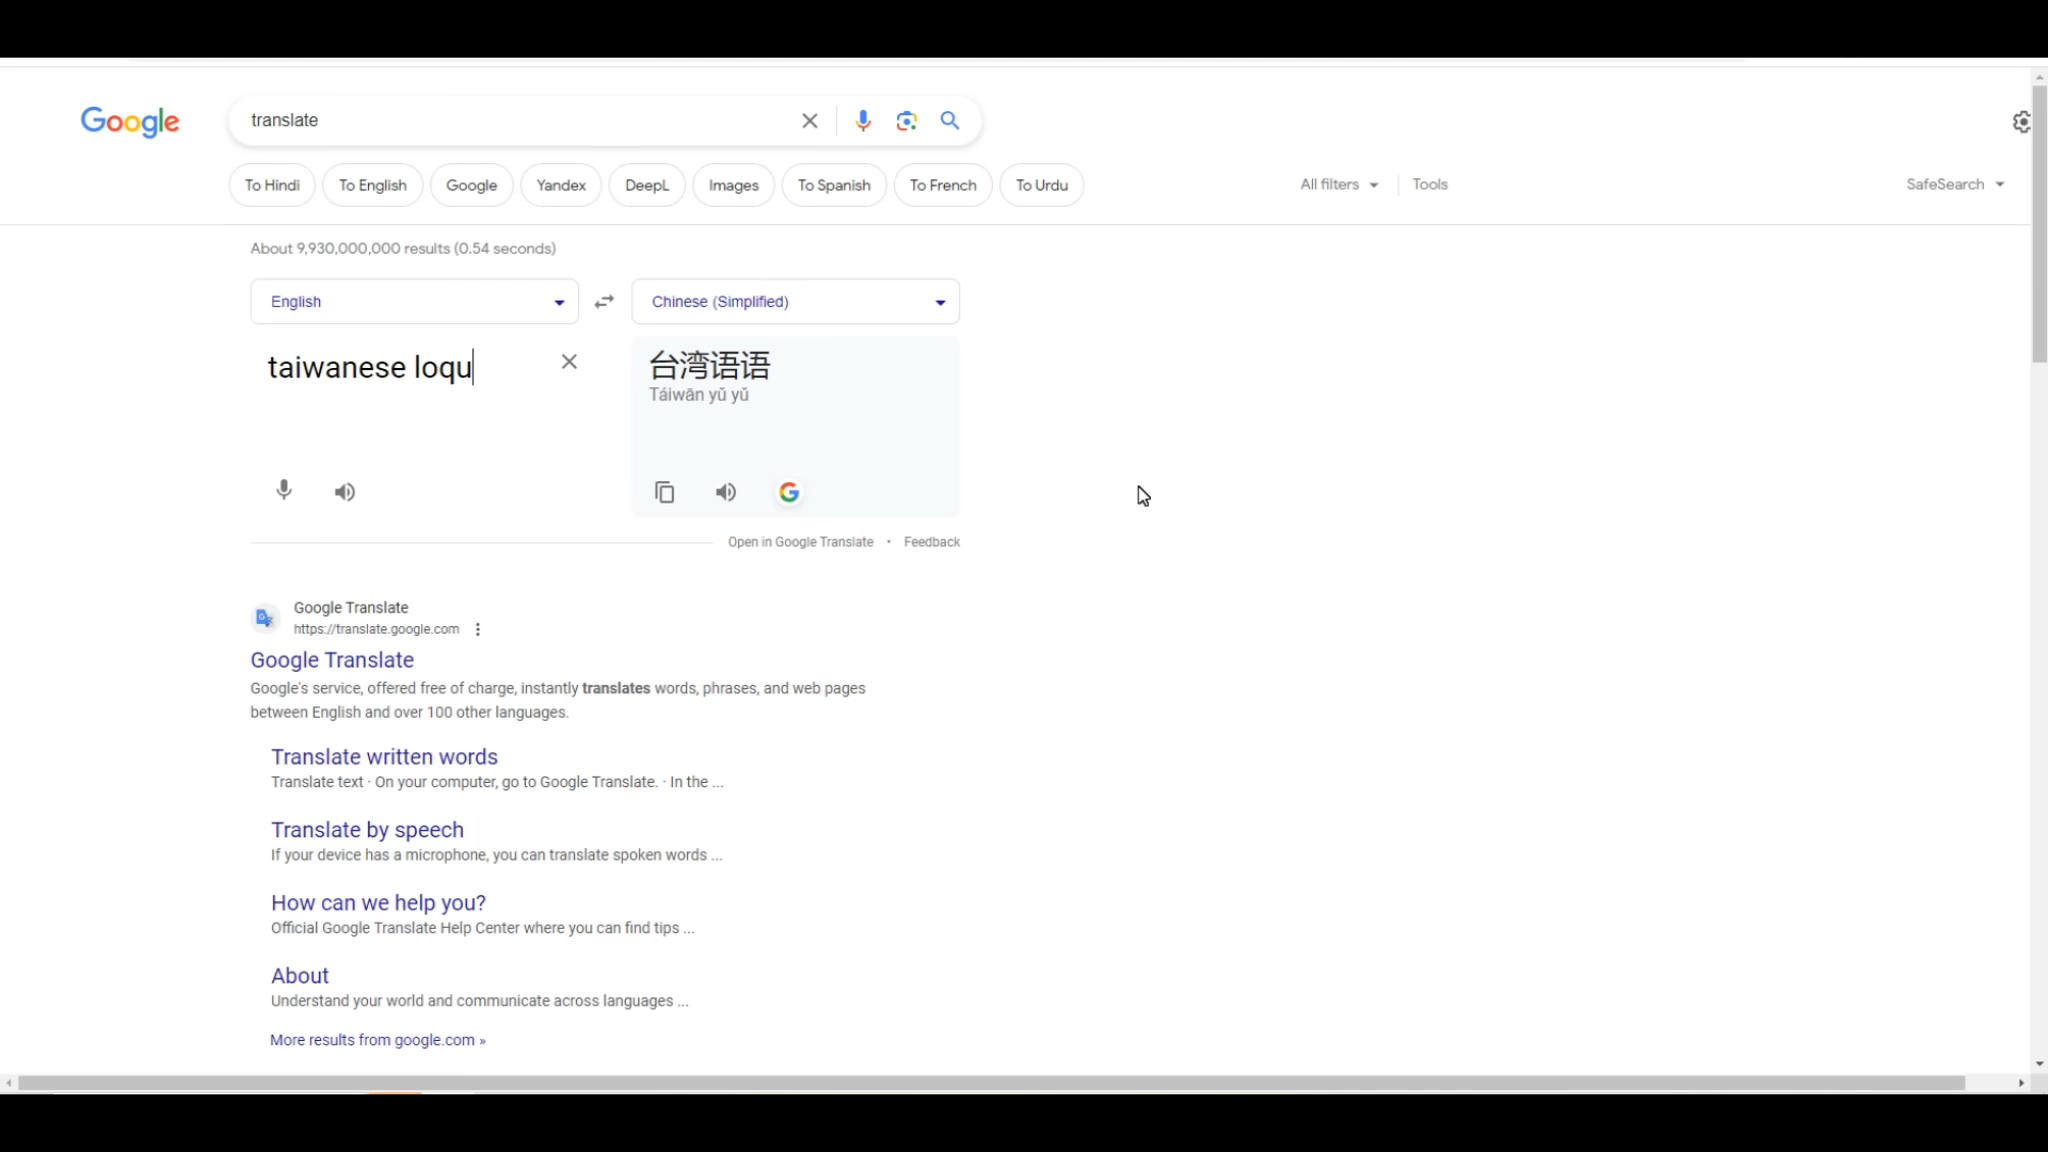 Google
translate
To Hindi
To English
Google
Yandex
DeepL
Images
To Spanish
To French
To Urdu
All filters
Tools
SafeSearch
About 9,930,000,000 results (0.54 seconds)
English
Chinese (Simplified)
taiwanese loqu
台湾语语
Táiwān yǔ yǔ
Open in Google Translate • Feedback
Google Translate
https://translate.google.com
Google Translate
Google's service, offered free of charge, instantly translates words, phrases, and web pages
between English and over 100 other languages.
Translate written words
Translate text · On your computer, go to Google Translate. · In the ...
Translate by speech
If your device has a microphone, you can translate spoken words ...
How can we help you?
Official Google Translate Help Center where you can find tips ...
About
Understand your world and communicate across languages ...
More results from google.com »